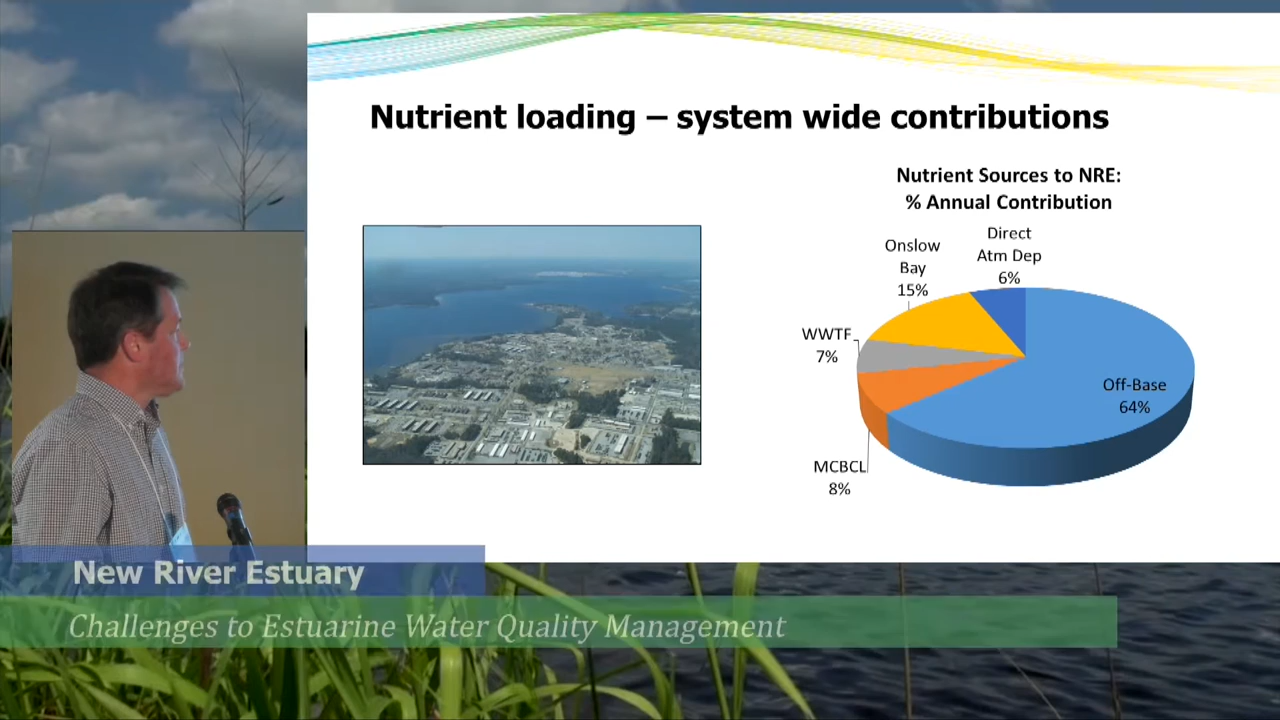 Nutrient loading – system wide contributions
Nutrient Sources to NRE:
% Annual Contribution
Direct
Atm Dep
6%
Onslow
Bay
15%
WWTF
7%
Off-Base
64%
MCBCL
8%
New River Estuary
Challenges to Estuarine Water Quality Management